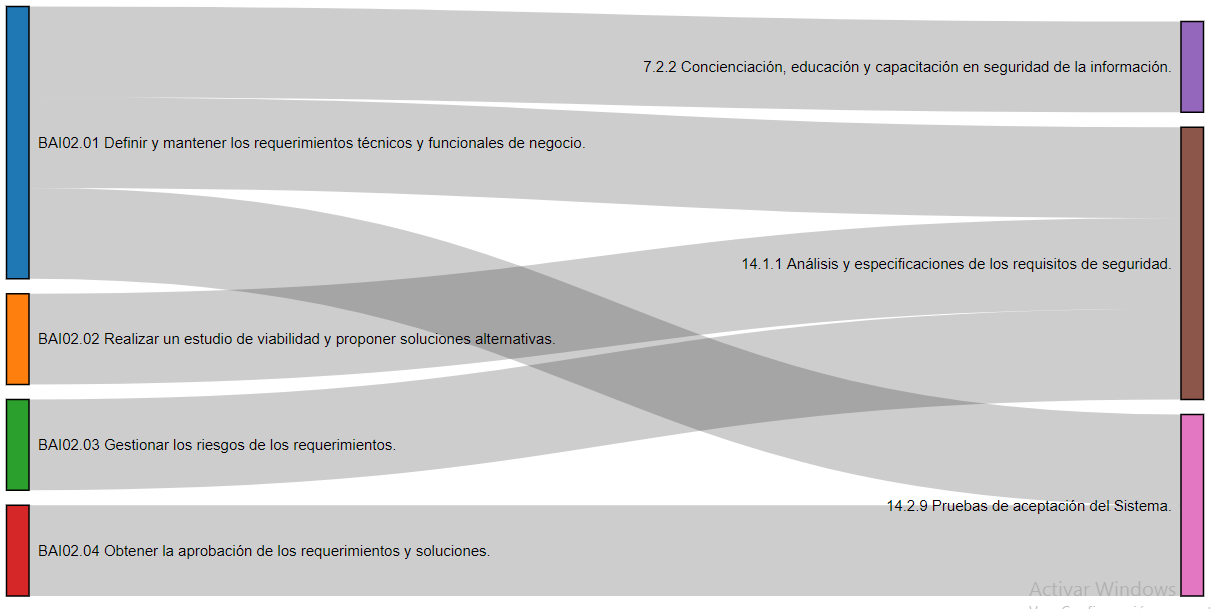 7.2.2 Concienciación, educación y capacitación en seguridad de la información.
BAI02.01 Definir y mantener los requerimientos técnicos y funcionales de negocio.
14.1.1 Análisis y especificaciones de los requisitos de seguridad.
BAI02.02 Realizar un estudio de viabilidad y proponer soluciones alternativas.
BAI02.03 Gestionar los riesgos de los requerimientos.
14.2.9 Pruebas de aceptación del Sistema.
BAI02.04 Obtener la aprobación de los requerimientos y soluciones.
Activar Windows